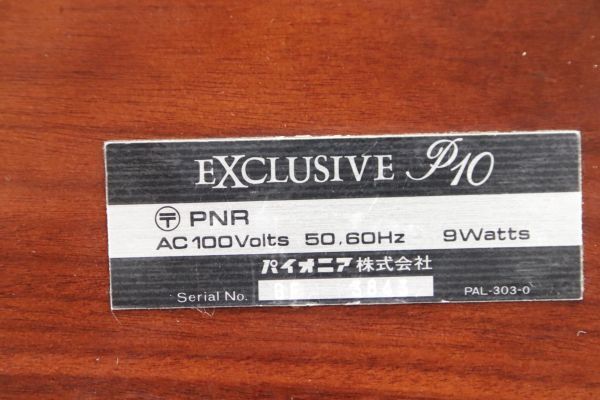 EXCLUSIVE P10
〒 PNR
AC100Volts 50,60Hz 9Watts
パイオニア株式会社
Serial No.
PAL-303-0